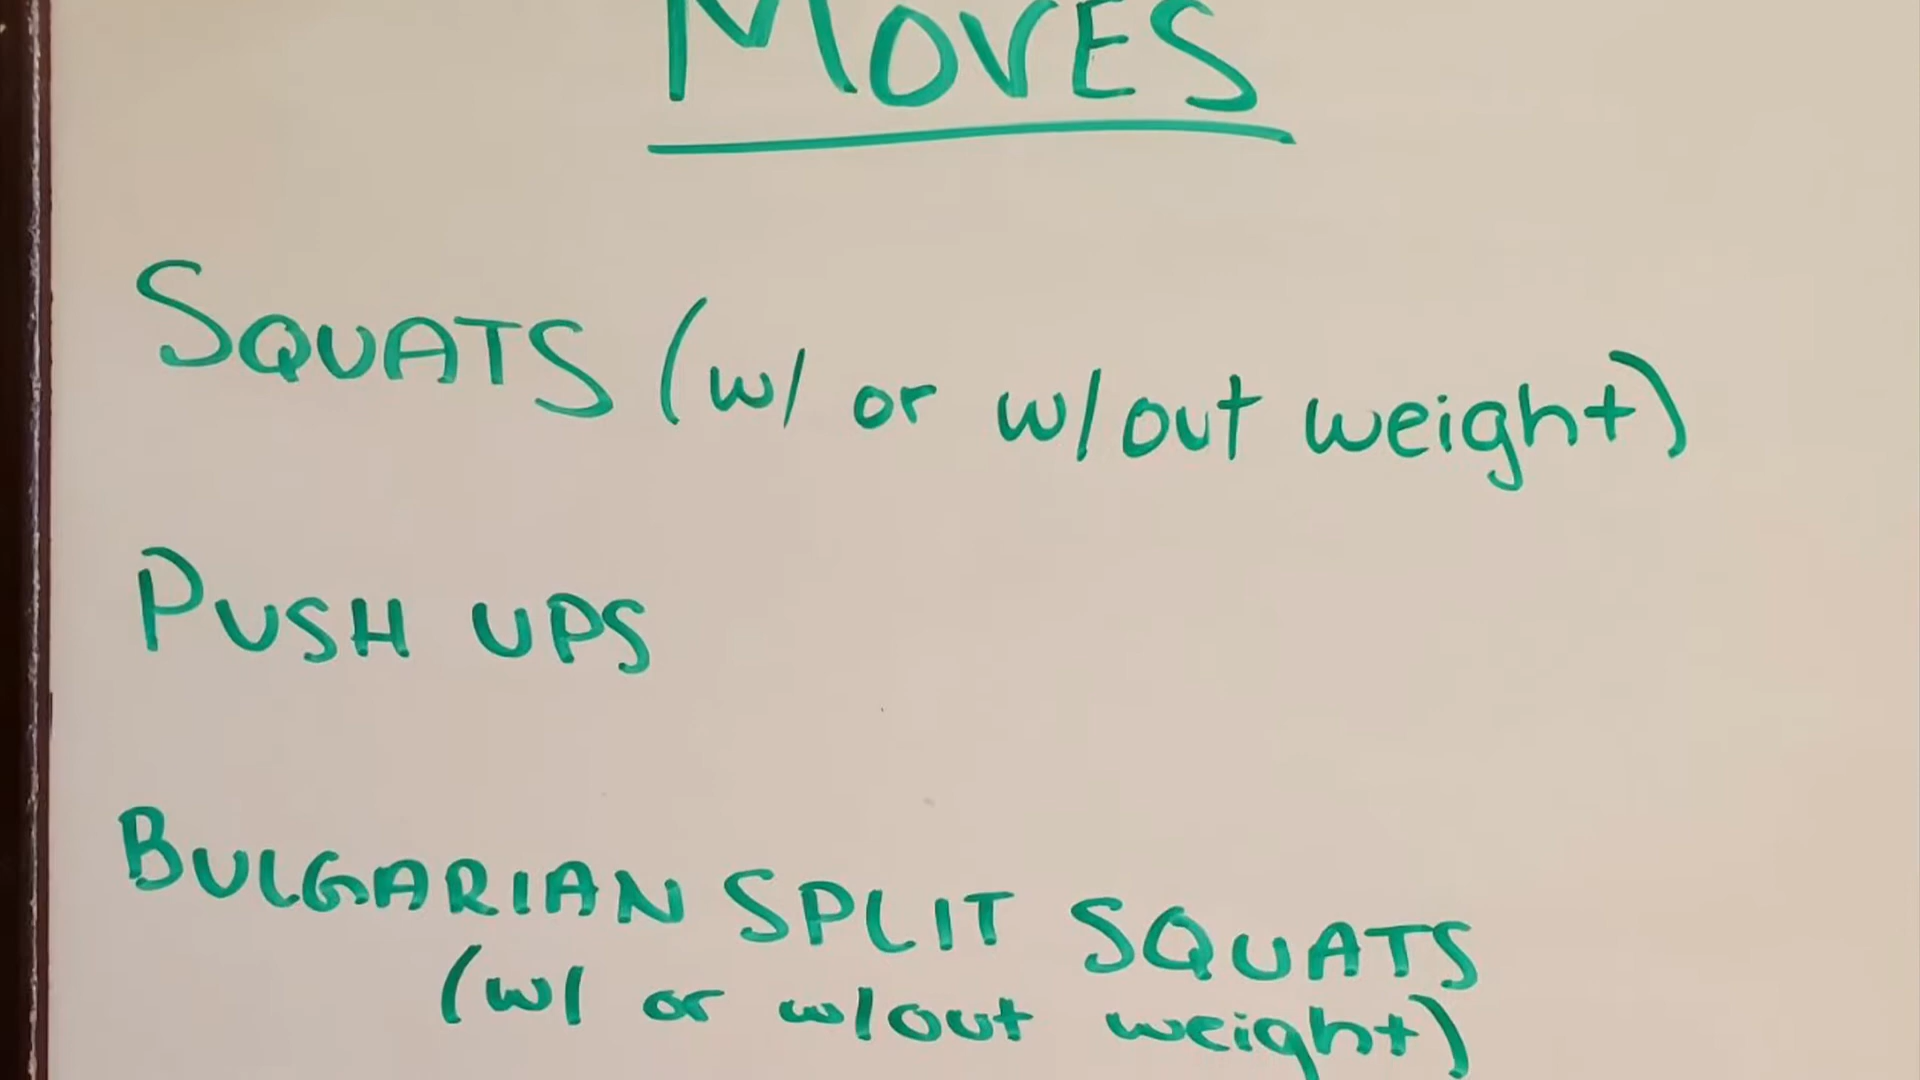 MOVES
SQUATS (w/ or w/out weight)
PUSH UPS
BULGARIAN SPLIT SQUATS
(w/ or w/out weight)